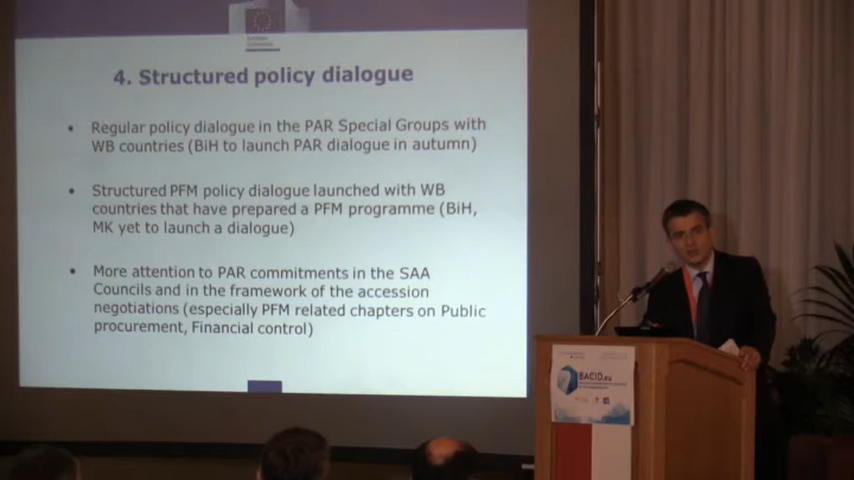 European
Commission
4. Structured policy dialogue
• Regular policy dialogue in the PAR Special Groups with
WB countries (BiH to launch PAR dialogue in autumn)
• Structured PFM policy dialogue launched with WB
countries that have prepared a PFM programme (BiH,
MK yet to launch a dialogue)
• More attention to PAR commitments in the SAA
Councils and in the framework of the accession
negotiations (especially PFM related chapters on Public
procurement, Financial control)
BACID.eu